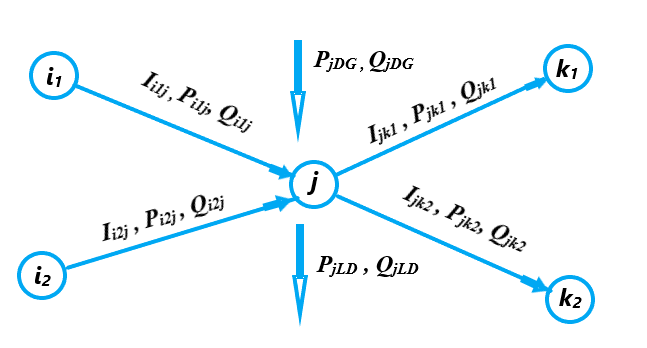 i1
Ii1j , Pi1j, Qi1j
PjDG , QjDG
Ijk1 , Pjk1 , Qjk1
k1
j
Ii2j , Pi2j , Qi2j
Ijk2 , Pjk2, Qjk2
i2
PjLD , QjLD
k2